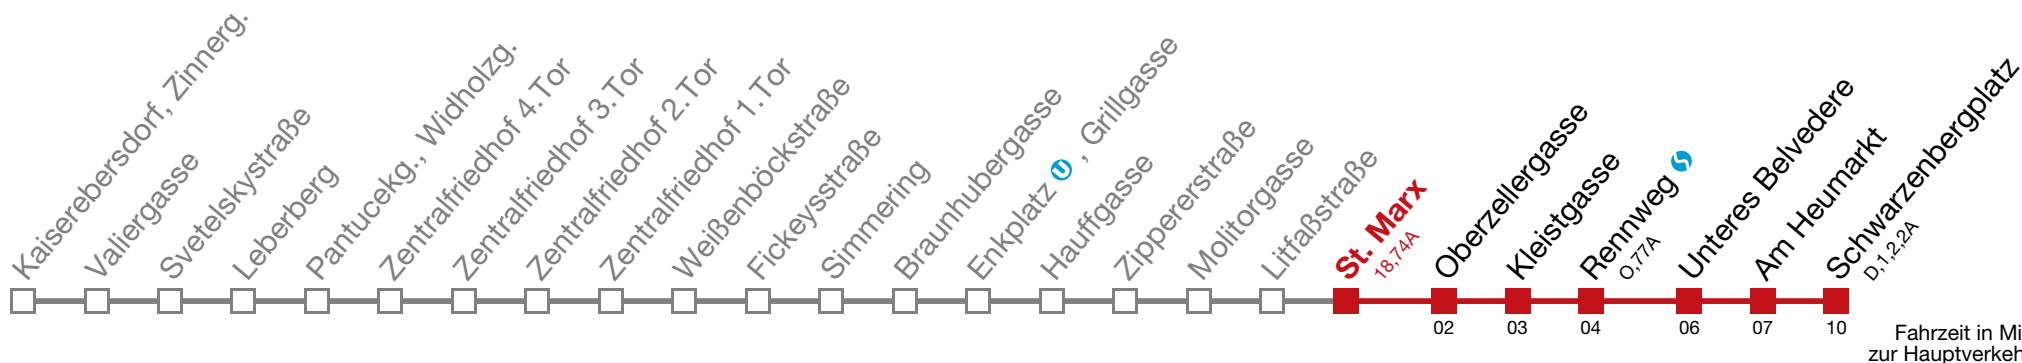 Kaiserebersdorf, Zinnerg.
Valiergasse
Svetelskystraße
Leberberg
Pantucekg., Widholzg.
Zentralfriedhof 4.Tor
Zentralfriedhof 3.Tor
Zentralfriedhof 2.Tor
Zentralfriedhof 1.Tor
Weißenböckstraße
Fickeysstraße
Simmering
Braunhubergasse
Enkplatz U, Grillgasse
Hauffgasse
Zippererstraße
Molitorgasse
Litfaßstraße
St. Marx
18,74A
Oberzellergasse
Kleistgasse
Rennweg S
O,77A
Unteres Belvedere
Am Heumarkt
Schwarzenbergplatz
D,1,2,2A
02 03 04 06 07 10
Fahrzeit in Mi
zur Hauptverkeh